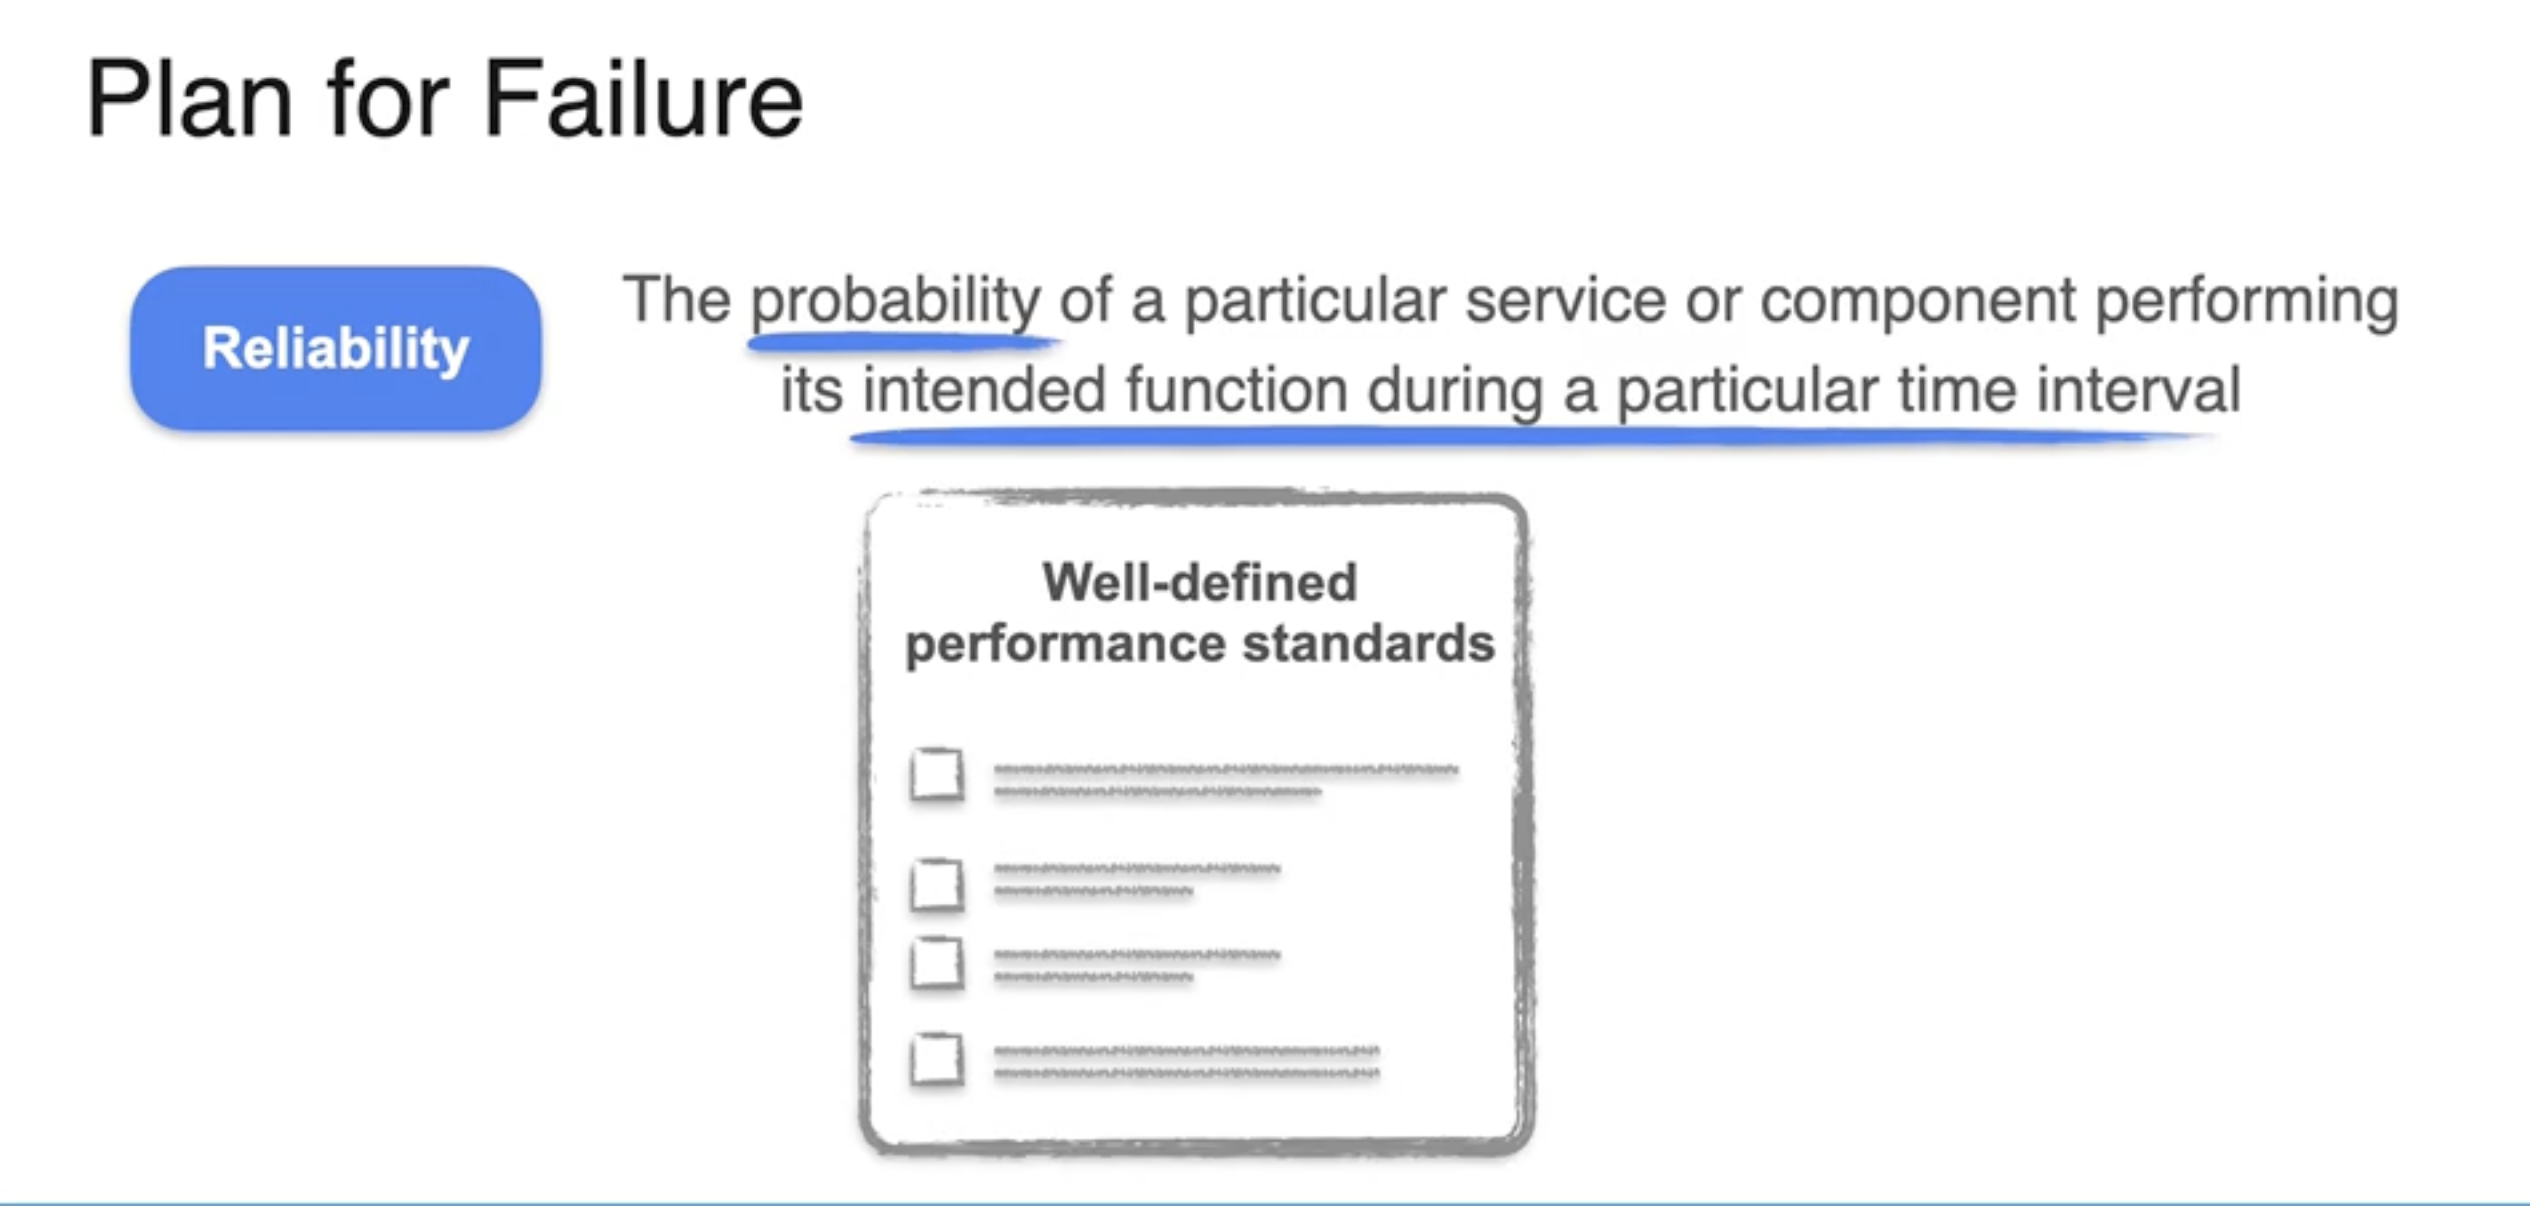 Plan for Failure
Reliability
The probability of a particular service or component performing
its intended function during a particular time interval
Well-defined
performance standards